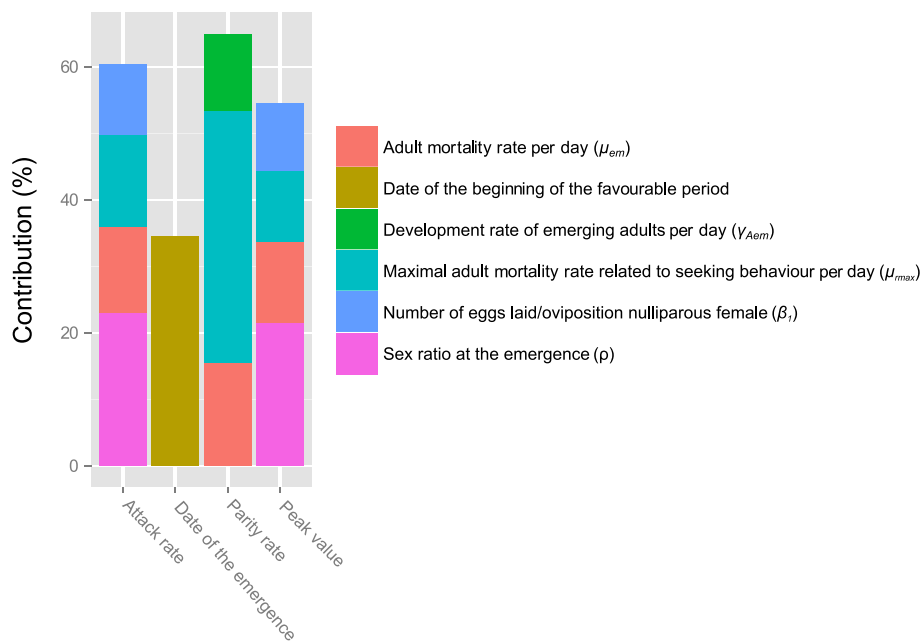 Contribution (%)
60
40
20
0
Attack rate
Date of the emergence
Parity rate
Peak value
Adult mortality rate per day (μem)
Date of the beginning of the favourable period
Development rate of emerging adults per day (γAem)
Maximal adult mortality rate related to seeking behaviour per day (μrmax)
Number of eggs laid/oviposition nulliparous female (β1)
Sex ratio at the emergence (ρ)